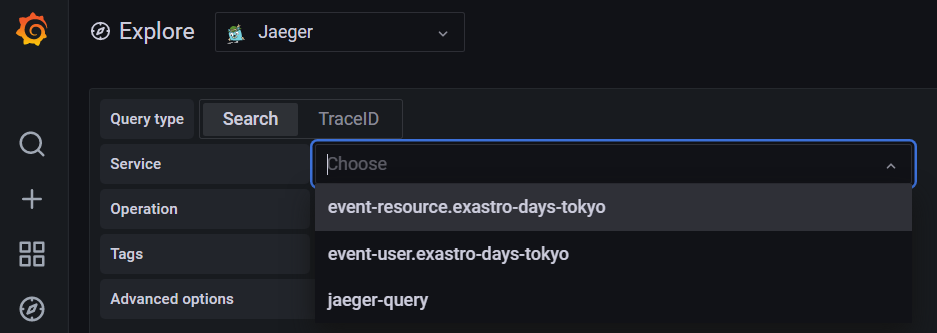 Explore
Jaeger
Query type
Search
TraceID
Service
Choose
Operation
event-resource.exastro-days-tokyo
Tags
event-user.exastro-days-tokyo
Advanced options
jaeger-query